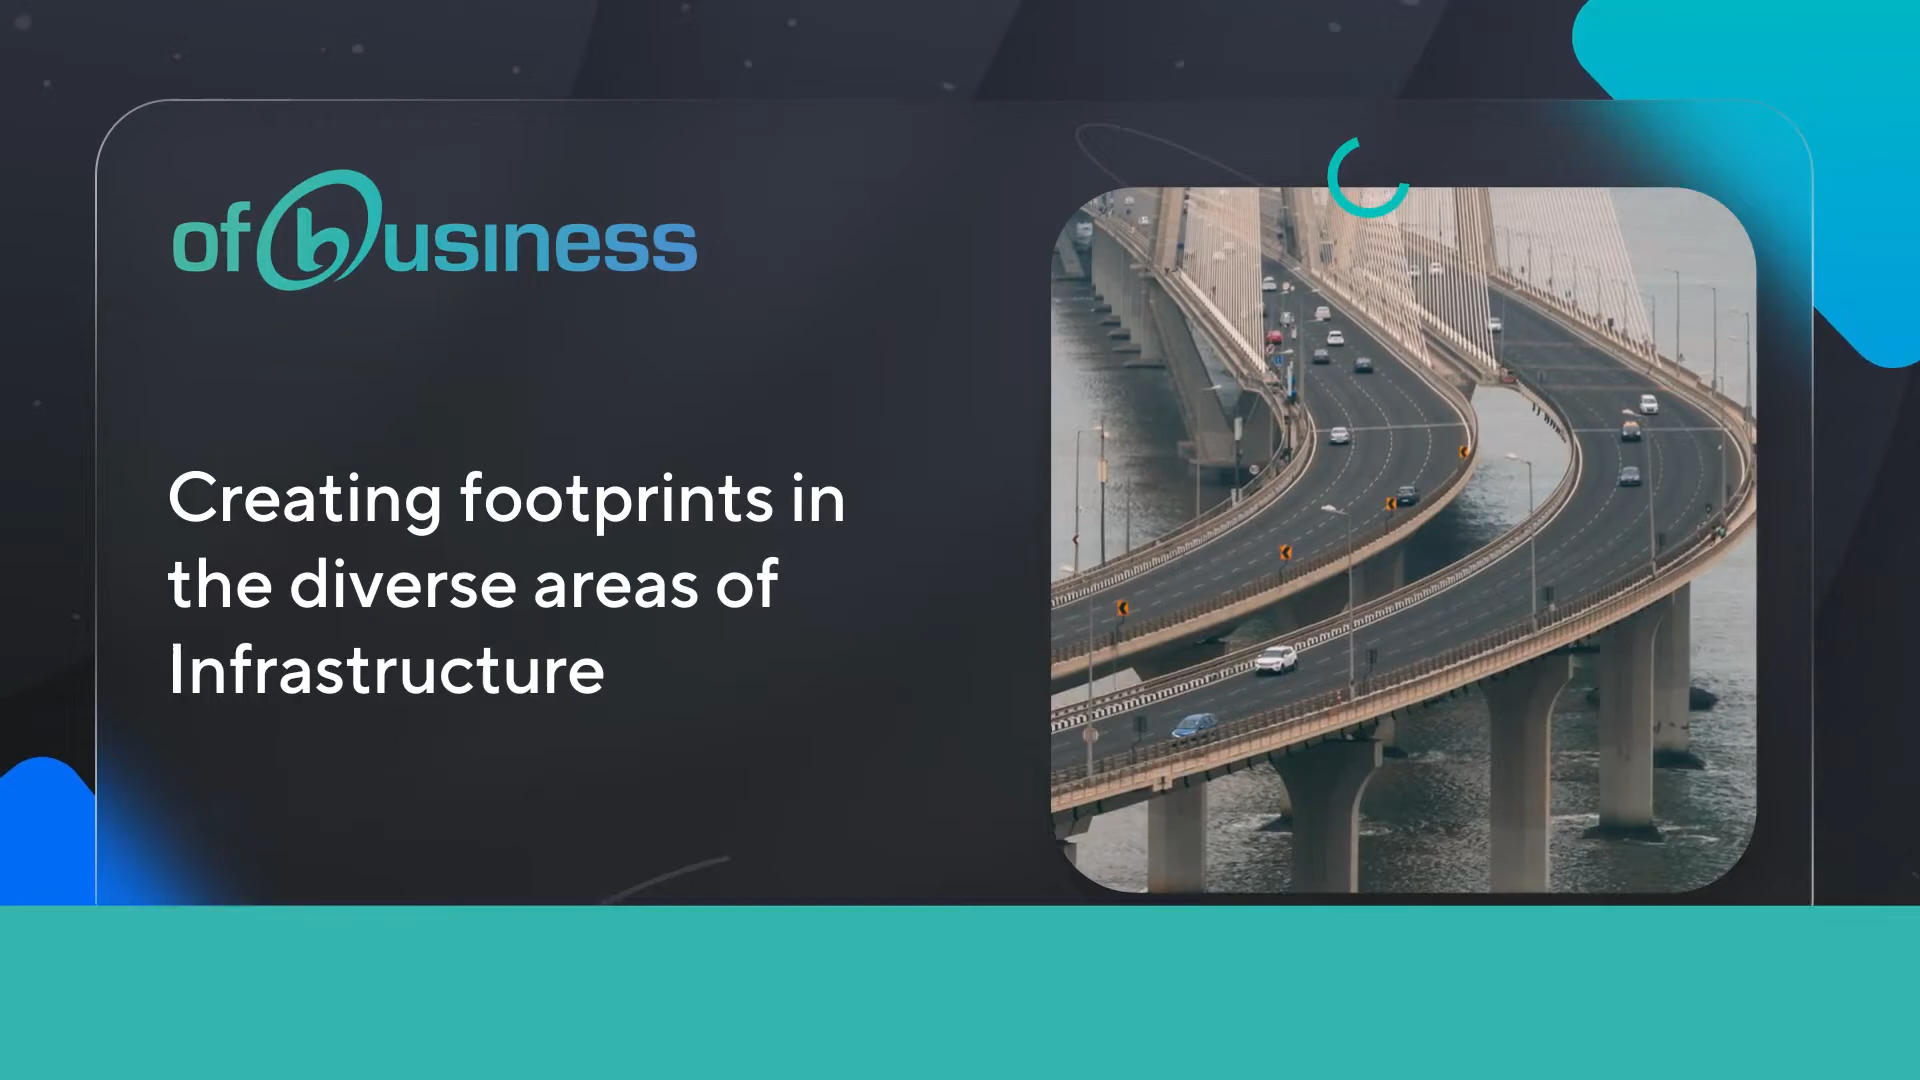 ofbusiness
Creating footprints in
the diverse areas of
Infrastructure